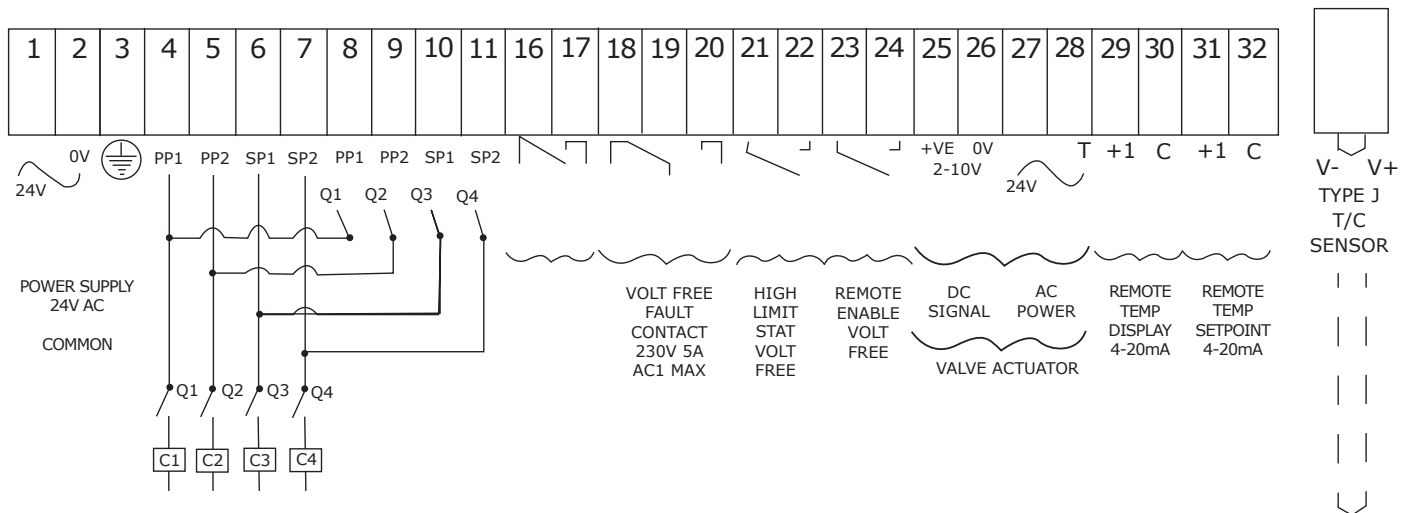 1 2 3 4 5 6 7 8 9 10 11 16 17 18 19 20 21 22 23 24 25 26 27 28 29 30 31 32
24V 0V PP1 PP2 SP1 SP2 PP1 PP2 SP1 SP2 +VE 0V 2-10V 24V T +1 C +1 C V- V+
Q1 Q2 Q3 Q4
TYPE J
T/C
SENSOR
POWER SUPPLY
24V AC
COMMON
VOLT FREE
FAULT
CONTACT
230V 5A
AC1 MAX
HIGH
LIMIT
STAT
VOLT
FREE
REMOTE
ENABLE
VOLT
FREE
DC
SIGNAL
AC
POWER
VALVE ACTUATOR
REMOTE
TEMP
DISPLAY
4-20mA
REMOTE
TEMP
SETPOINT
4-20mA
Q1 Q2 Q3 Q4
C1 C2 C3 C4